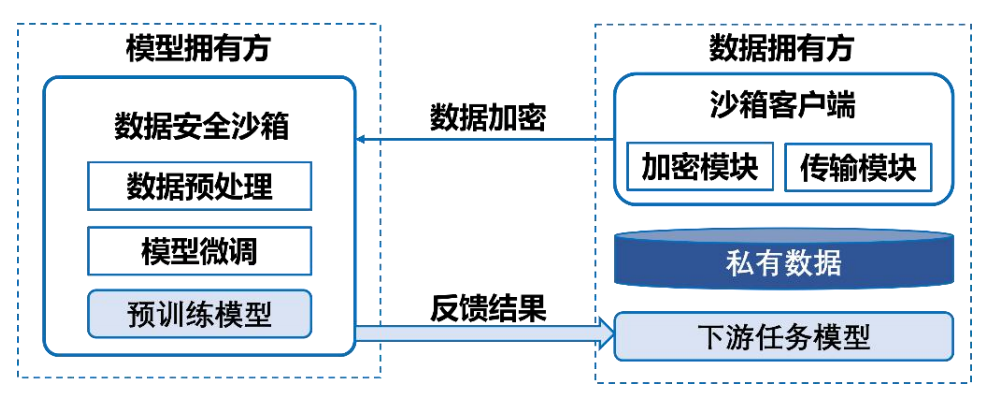 模型拥有方
数据安全沙箱
数据预处理
模型微调
预训练模型
数据加密
反馈结果
数据拥有方
沙箱客户端
加密模块
传输模块
私有数据
下游任务模型